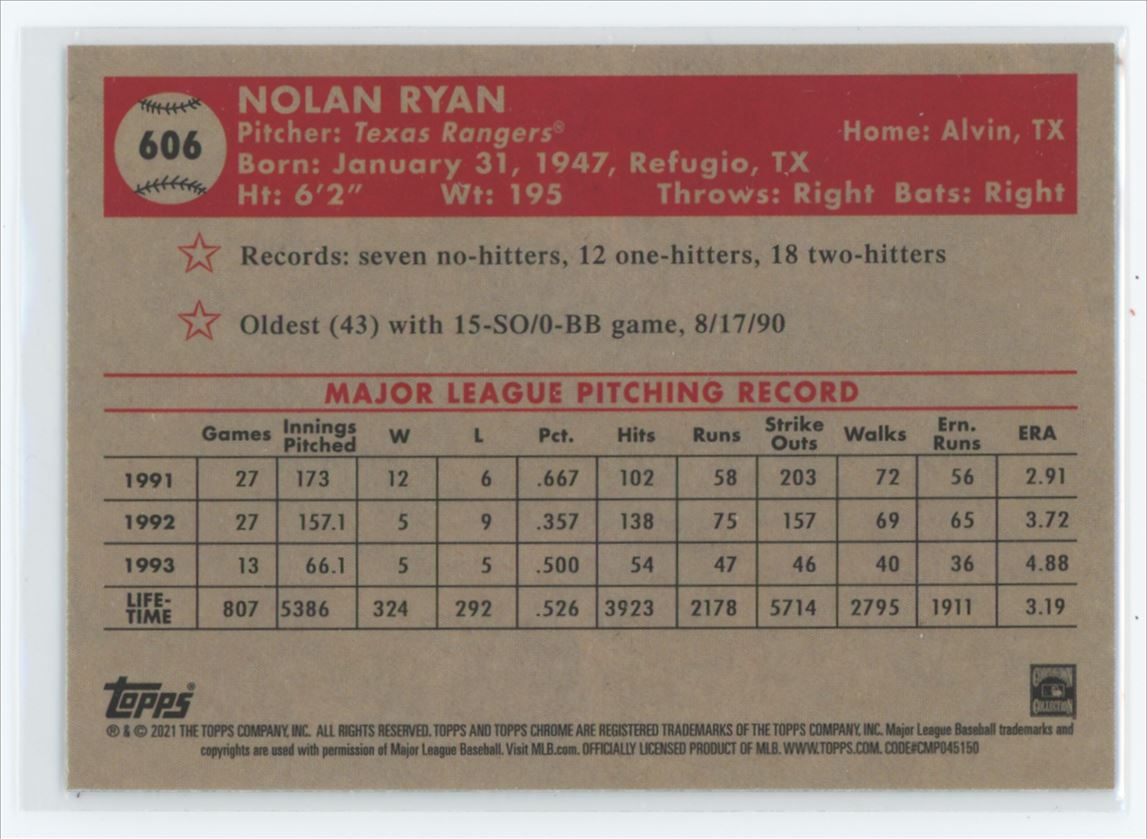 606
NOLAN RYAN
Pitcher: Texas Rangers®
Home: Alvin, TX
Born: January 31, 1947, Refugio, TX
Ht: 6'2" Wt: 195 Throws: Right Bats: Right
Records: seven no-hitters, 12 one-hitters, 18 two-hitters
Oldest (43) with 15-SO/0-BB game, 8/17/90
MAJOR LEAGUE PITCHING RECORD
Games Innings Pitched W L Pct. Hits Runs Strike Outs Walks Ern. Runs ERA
1991 27 173 12 6 .667 102 58 203 72 56 2.91
1992 27 157.1 5 9 .357 138 75 157 69 65 3.72
1993 13 66.1 5 5 .500 54 47 46 40 36 4.88
LIFE-TIME 807 5386 324 292 .526 3923 2178 5714 2795 1911 3.19
Topps®
COOPERSTOWN COLLECTION
® & © 2021 THE TOPPS COMPANY, INC. ALL RIGHTS RESERVED. TOPPS AND TOPPS CHROME ARE REGISTERED TRADEMARKS OF THE TOPPS COMPANY, INC. Major League Baseball trademarks and
copyrights are used with permission of Major League Baseball. Visit MLB.com. OFFICIALLY LICENSED PRODUCT OF MLB. WWW.TOPPS.COM. CODE#CMP045150